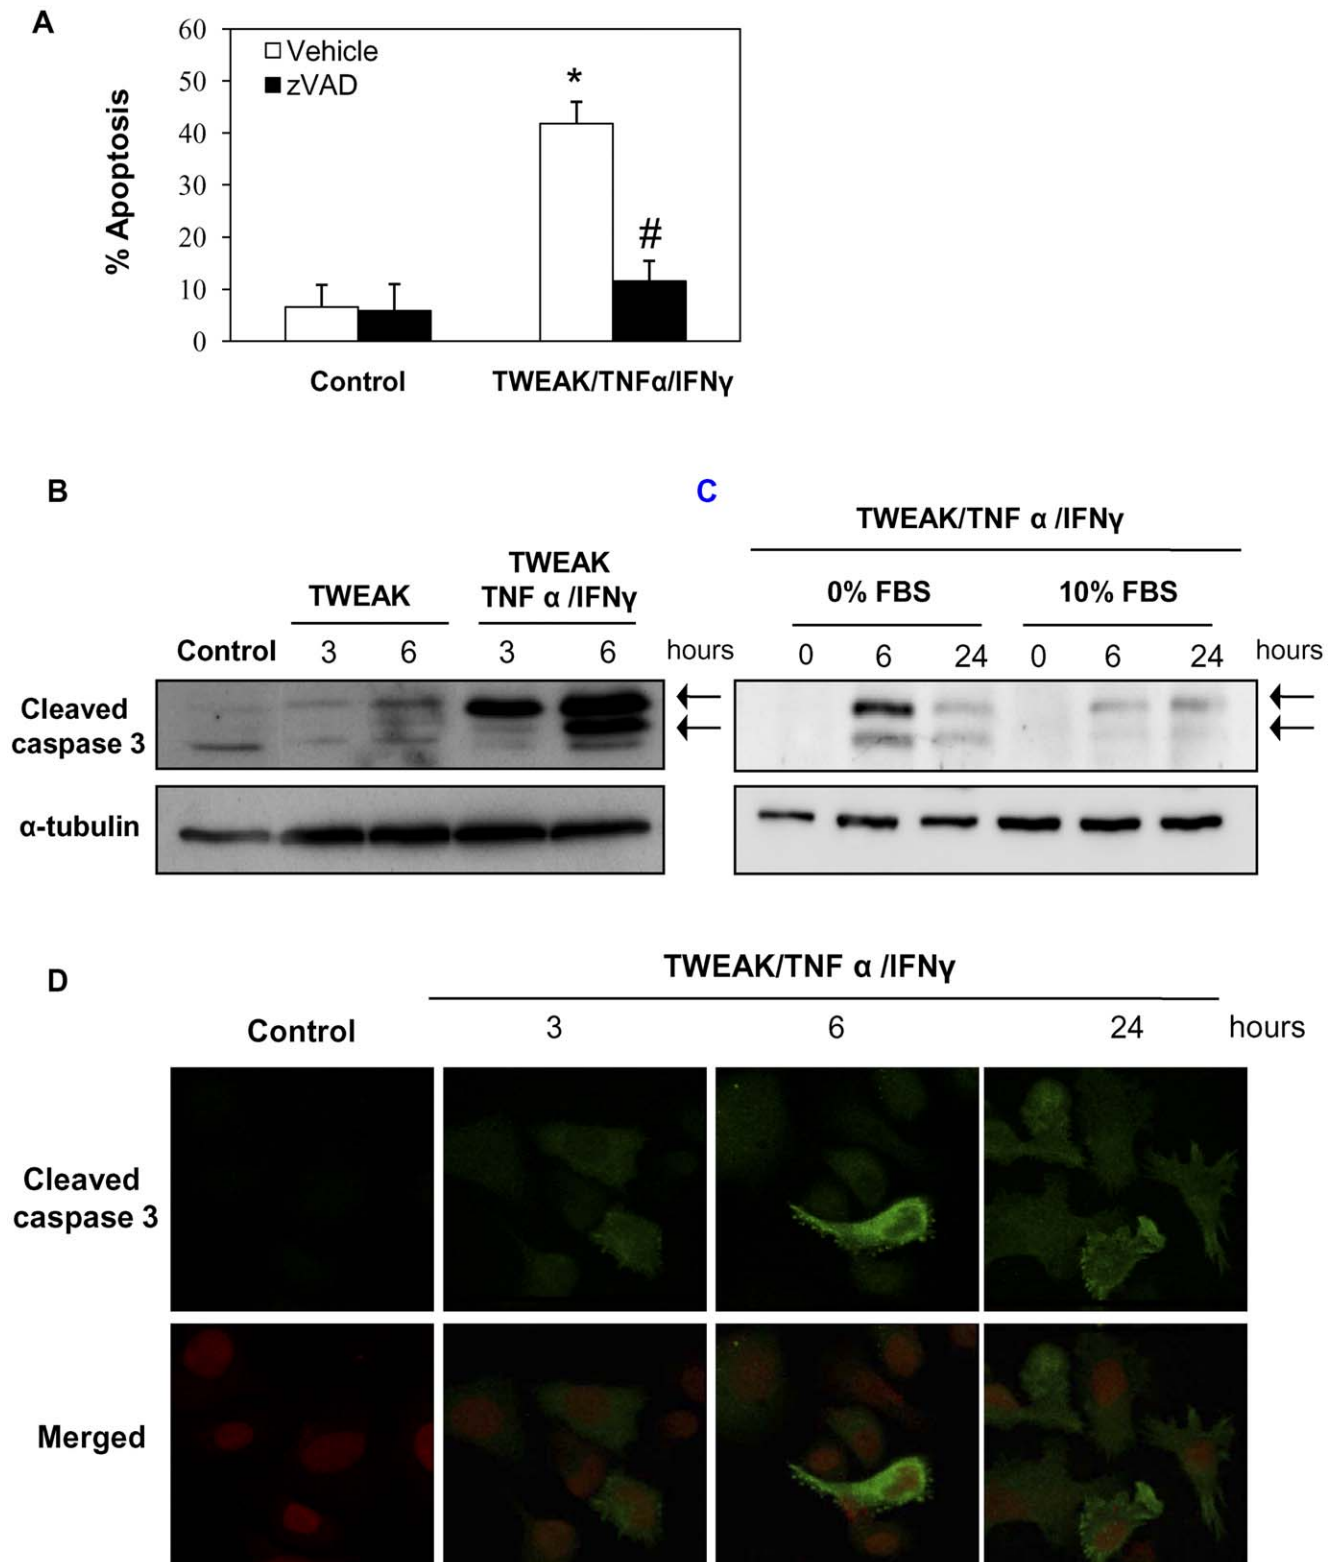 A
60
50
40
30
20
10
0
% Apoptosis
Vehicle
zVAD
*
#
Control
TWEAK/TNFα/IFNγ
B
TWEAK
TWEAK
TNF α /IFNγ
Control
3
6
3
6
hours
Cleaved
caspase 3
α-tubulin
C
TWEAK/TNF α /IFNγ
0% FBS
10% FBS
0
6
24
0
6
24
hours
D
TWEAK/TNF α /IFNγ
Control
3
6
24
hours
Cleaved
caspase 3
Merged